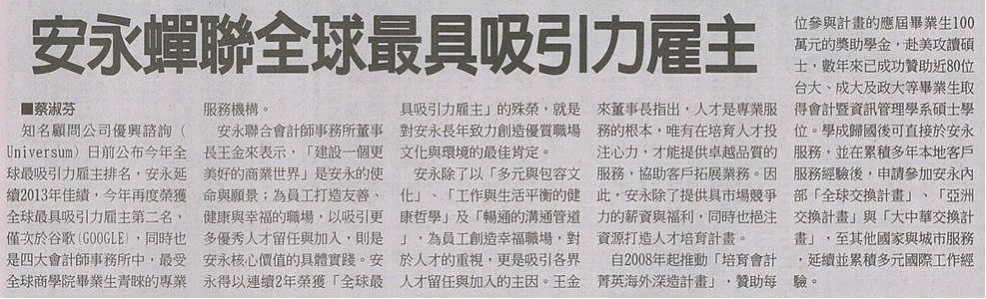 安永蟬聯全球最具吸引力雇主
■蔡淑芬
知名顧問公司優興諮詢（
Universum）日前公布今年全
球最吸引力雇主排名，安永延
續2013年佳績，今年再度榮獲
全球最具吸引力雇主第二名，
僅次於谷歌(GOOGLE)，同時也
是四大會計師事務所中，最受
全球商學院畢業生青睞的專業
服務機構。
安永聯合會計師事務所董事
長王金來表示，「建設一個更
美好的商業世界」是安永的使
命與願景；為員工打造友善、
健康與幸福的職場，以吸引更
多優秀人才留任與加入，則是
安永核心價值的具體實踐。安
永得以連續2年榮獲「全球最
具吸引力雇主」的殊榮，就是
對安永長年致力創造優質職場
文化與環境的最佳肯定。
安永除了以「多元與包容文
化」、「工作與生活平衡的健
康哲學」及「暢通的溝通管道
」，為員工創造幸福職場，對
於人才的重視，更是吸引各界
人才留任與加入的主因。王金
來董事長指出，人才是專業服
務的根本，唯有在培育人才投
注心力，才能提供卓越品質的
服務，協助客戶拓展業務。因
此，安永除了提供具市場競爭
力的薪資與福利，同時也挹注
資源打造人才培育計畫。
自2008年起推動「培育會計
菁英海外深造計畫」，贊助每
位參與計畫的應屆畢業生100
萬元的獎助學金，赴美攻讀碩
士，數年來已成功贊助近80位
台大、成大及政大等畢業生取
得會計暨資訊管理學系碩士學
位。學成歸國後可直接於安永
服務，並在累積多年本地客戶
服務經驗後，申請參加安永內
部「全球交換計畫」、「亞洲
交換計畫」與「大中華交換計
畫」，至其他國家與城市服務
，延續並累積多元國際工作經
驗。